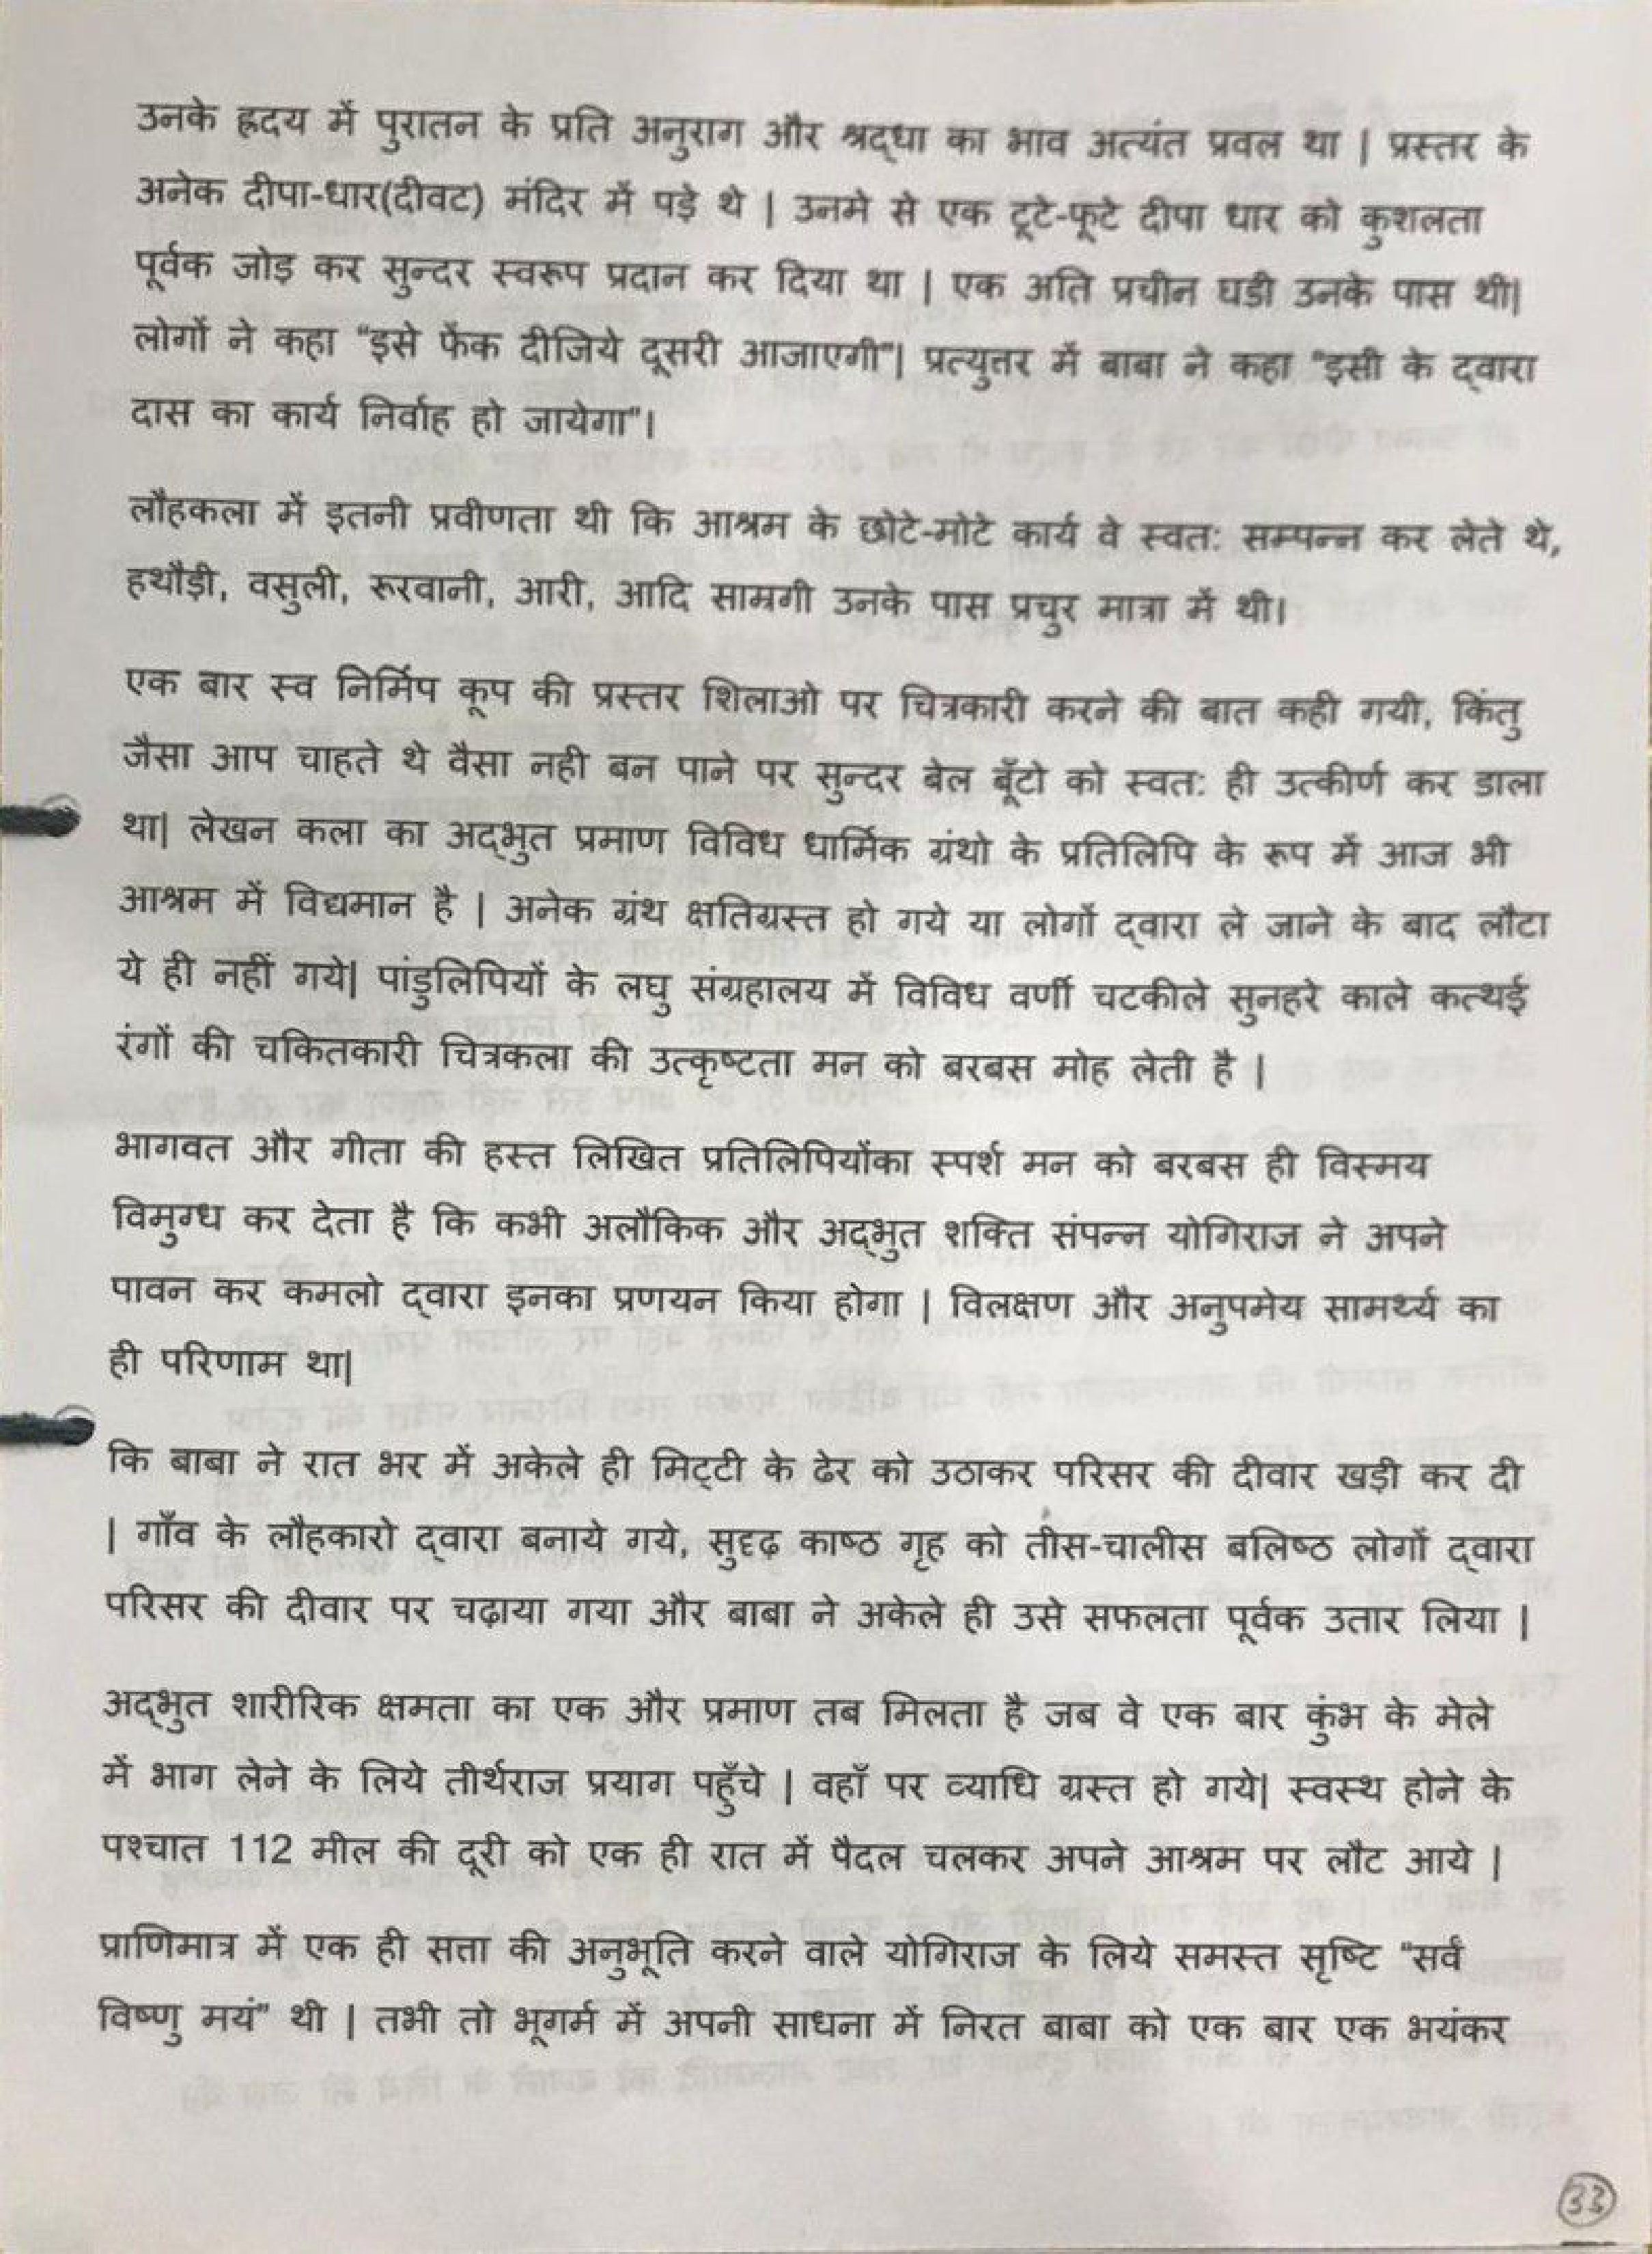 उनके ह्रदय में पुरातन के प्रति अनुराग और श्रद्धा का भाव अत्यंत प्रवल था | प्रस्तर के
अनेक दीपा-धार(दीवट) मंदिर में पड़े थे | उनमे से एक टूटे-फूटे दीपा धार को कुशलता
पूर्वक जोड़ कर सुन्दर स्वरूप प्रदान कर दिया था | एक अति प्रचीन घडी उनके पास थी|
लोगों ने कहा "इसे फेंक दीजिये दूसरी आजाएगी"| प्रत्युतर में बाबा ने कहा "इसी के द्वारा
दास का कार्य निर्वाह हो जायेगा"।
लौहकला में इतनी प्रवीणता थी कि आश्रम के छोटे-मोटे कार्य वे स्वत: सम्पन्न कर लेते थे,
हथौड़ी, वसुली, रूरवानी, आरी, आदि साम्रगी उनके पास प्रचुर मात्रा में थी।
एक बार स्व निर्मिप कूप की प्रस्तर शिलाओ पर चित्रकारी करने की बात कही गयी, किंतु
जैसा आप चाहते थे वैसा नही बन पाने पर सुन्दर बेल बूँटो को स्वत: ही उत्कीर्ण कर डाला
था| लेखन कला का अद्भुत प्रमाण विविध धार्मिक ग्रंथो के प्रतिलिपि के रूप में आज भी
आश्रम में विद्यमान है | अनेक ग्रंथ क्षतिग्रस्त हो गये या लोगों द्वारा ले जाने के बाद लौटा
ये ही नहीं गये| पांडुलिपियों के लघु संग्रहालय में विविध वर्णी चटकीले सुनहरे काले कत्थई
रंगों की चकितकारी चित्रकला की उत्कृष्टता मन को बरबस मोह लेती है |
भागवत और गीता की हस्त लिखित प्रतिलिपियोंका स्पर्श मन को बरबस ही विस्मय
विमुग्ध कर देता है कि कभी अलौकिक और अद्भुत शक्ति संपन्न योगिराज ने अपने
पावन कर कमलो द्वारा इनका प्रणयन किया होगा | विलक्षण और अनुपमेय सामर्थ्य का
ही परिणाम था|
कि बाबा ने रात भर में अकेले ही मिट्टी के ढेर को उठाकर परिसर की दीवार खड़ी कर दी
| गाँव के लौहकारो द्वारा बनाये गये, सुदृढ़ काष्ठ गृह को तीस-चालीस बलिष्ठ लोगों द्वारा
परिसर की दीवार पर चढ़ाया गया और बाबा ने अकेले ही उसे सफलता पूर्वक उतार लिया |
अद्भुत शारीरिक क्षमता का एक और प्रमाण तब मिलता है जब वे एक बार कुंभ के मेले
में भाग लेने के लिये तीर्थराज प्रयाग पहुँचे | वहाँ पर व्याधि ग्रस्त हो गये| स्वस्थ होने के
पश्चात 112 मील की दूरी को एक ही रात में पैदल चलकर अपने आश्रम पर लौट आये |
प्राणिमात्र में एक ही सत्ता की अनुभूति करने वाले योगिराज के लिये समस्त सृष्टि "सर्वं
विष्णु मयं" थी | तभी तो भूगर्म में अपनी साधना में निरत बाबा को एक बार एक भयंकर
33